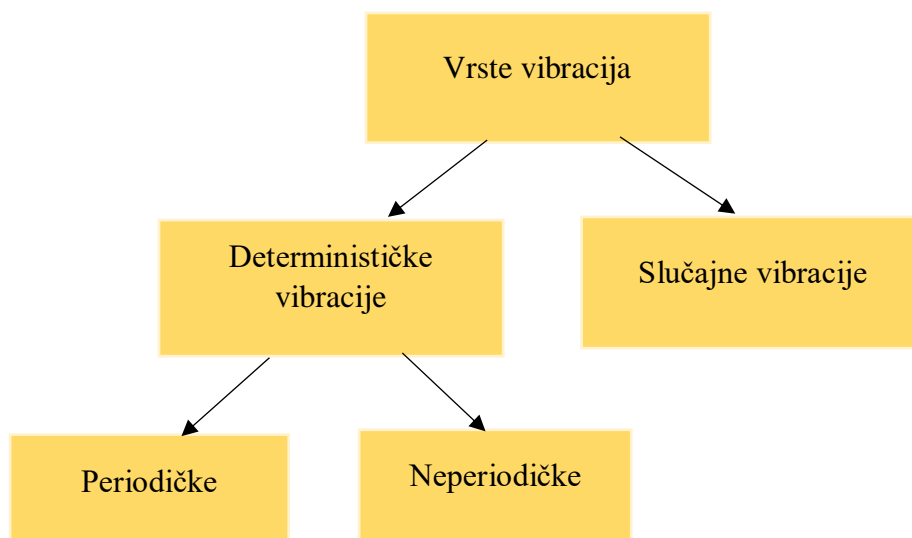 Vrste vibracija
Determinističke
vibracije
Slučajne vibracije
Periodičke
Neperiodičke